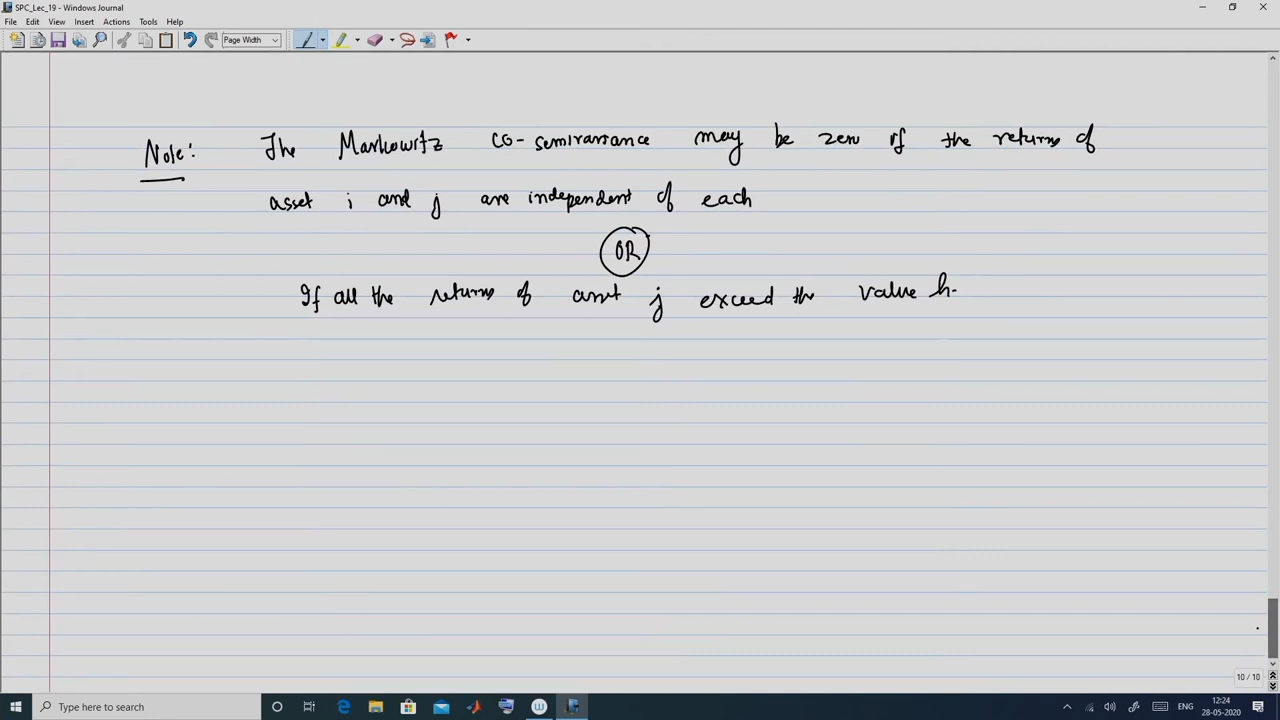 SPC_Lec_19 - Windows Journal
File Edit View Insert Actions Tools Help
Page Width
Note: The Markowitz co-semivariance may be zero if the returns of
asset i and j are independent of each
OR
If all the returns of asset j exceed the value h.
10 / 10
Type here to search
ENG
12:24
28-05-2020